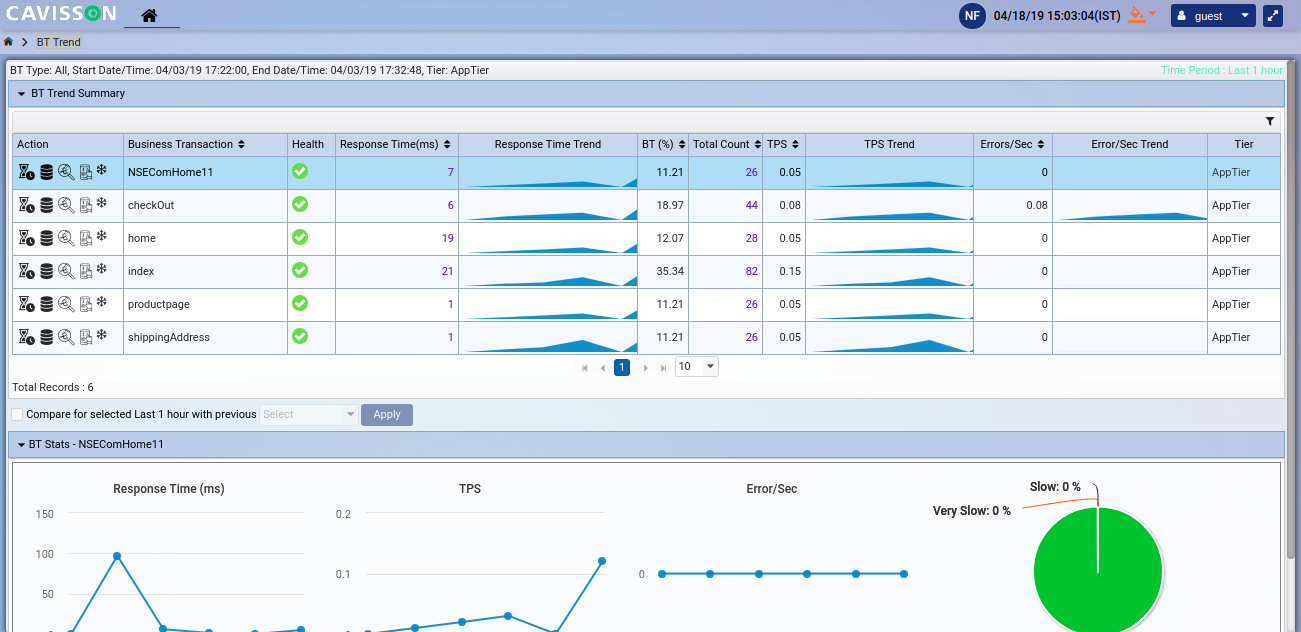 CAVISSON
NF 04/18/19 15:03:04(IST) guest
BT Trend
BT Type: All, Start Date/Time: 04/03/19 17:22:00, End Date/Time: 04/03/19 17:32:48, Tier: AppTier Time Period : Last 1 hour
BT Trend Summary
Action Business Transaction Health Response Time(ms) Response Time Trend BT (%) Total Count TPS TPS Trend Errors/Sec Error/Sec Trend Tier
NSEComHome11 7 11.21 26 0.05 0 AppTier
checkOut 6 18.97 44 0.08 0.08 AppTier
home 19 12.07 28 0.05 0 AppTier
index 21 35.34 82 0.15 0 AppTier
productpage 1 11.21 26 0.05 0 AppTier
shippingAddress 1 11.21 26 0.05 0 AppTier
1 10
Total Records : 6
Compare for selected Last 1 hour with previous Select Apply
BT Stats - NSEComHome11
Response Time (ms) TPS Error/Sec Slow: 0 %
Very Slow: 0 %
150 0.2
100
0.1 0
50